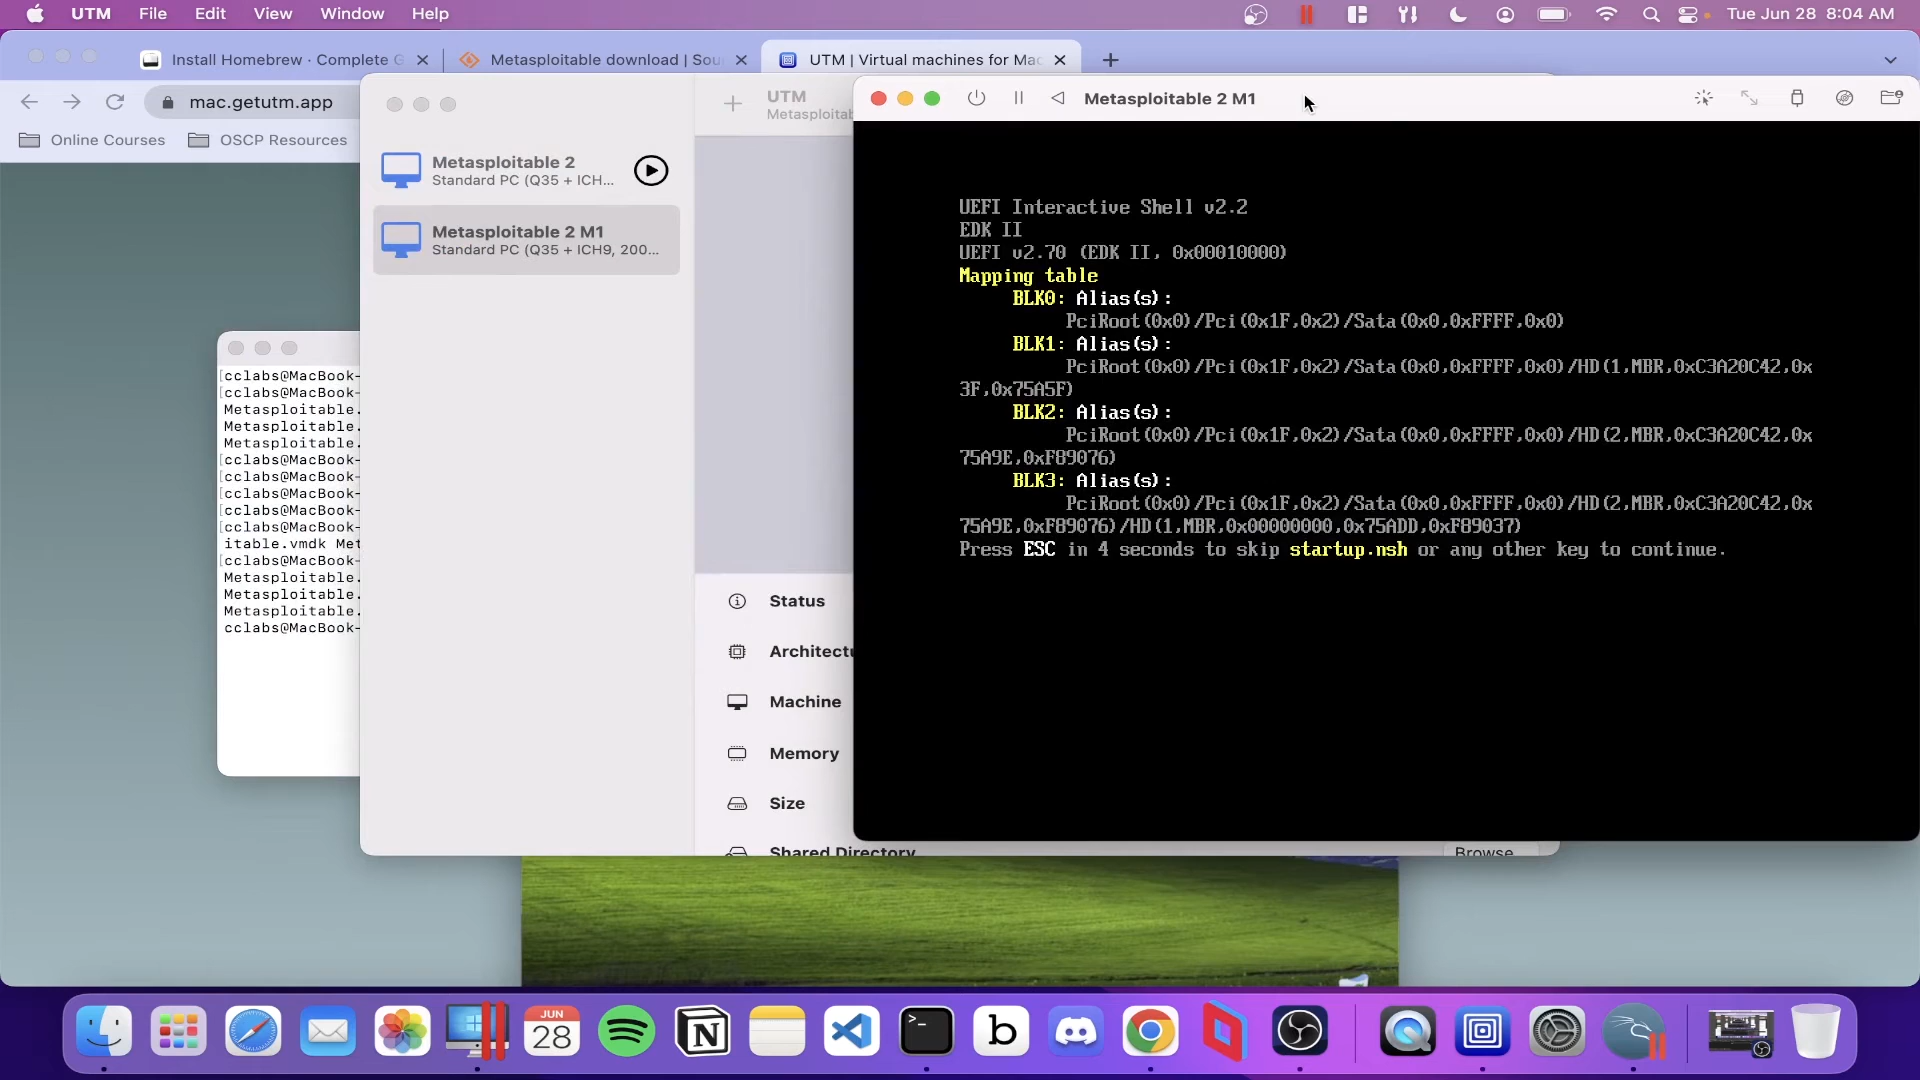 UTM File Edit View Window Help
Tue Jun 28 8:04 AM
Install Homebrew · Complete G
Metasploitable download | Sou
UTM | Virtual machines for Mac
mac.getutm.app
Online Courses
OSCP Resources
UTM
Metasploitab
Metasploitable 2
Standard PC (Q35 + ICH...
Metasploitable 2 M1
Standard PC (Q35 + ICH9, 200...
Metasploitable 2 M1
UEFI Interactive Shell v2.2
EDK II
UEFI v2.70 (EDK II, 0x00010000)
Mapping table
BLK0: Alias(s):
PciRoot(0x0)/Pci(0x1F,0x2)/Sata(0x0,0xFFFF,0x0)
BLK1: Alias(s):
PciRoot(0x0)/Pci(0x1F,0x2)/Sata(0x0,0xFFFF,0x0)/HD(1,MBR,0xC3A20C42,0x
3F,0x75A5F)
BLK2: Alias(s):
PciRoot(0x0)/Pci(0x1F,0x2)/Sata(0x0,0xFFFF,0x0)/HD(2,MBR,0xC3A20C42,0x
75A9E,0xF89076)
BLK3: Alias(s):
PciRoot(0x0)/Pci(0x1F,0x2)/Sata(0x0,0xFFFF,0x0)/HD(2,MBR,0xC3A20C42,0x
75A9E,0xF89076)/HD(1,MBR,0x00000000,0x75ADD,0xF89037)
Press ESC in 4 seconds to skip startup.nsh or any other key to continue.
[cclabs@MacBook-
[cclabs@MacBook-
Metasploitable.
Metasploitable.
Metasploitable.
[cclabs@MacBook-
[cclabs@MacBook-
[cclabs@MacBook-
[cclabs@MacBook-
[cclabs@MacBook-
itable.vmdk Met
[cclabs@MacBook-
Metasploitable.
Metasploitable.
Metasploitable.
cclabs@MacBook-
Status
Architectu
Machine
Memory
Size
Shared Directory
Browse
JUN
28